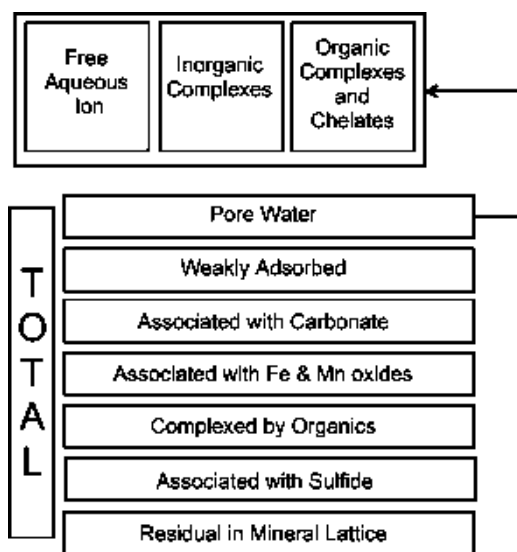 Free
Aqueous
Ion
Inorganic
Complexes
Organic
Complexes
and
Chelates
TOTAL
Pore Water
Weakly Adsorbed
Associated with Carbonate
Associated with Fe & Mn oxides
Complexed by Organics
Associated with Sulfide
Residual in Mineral Lattice